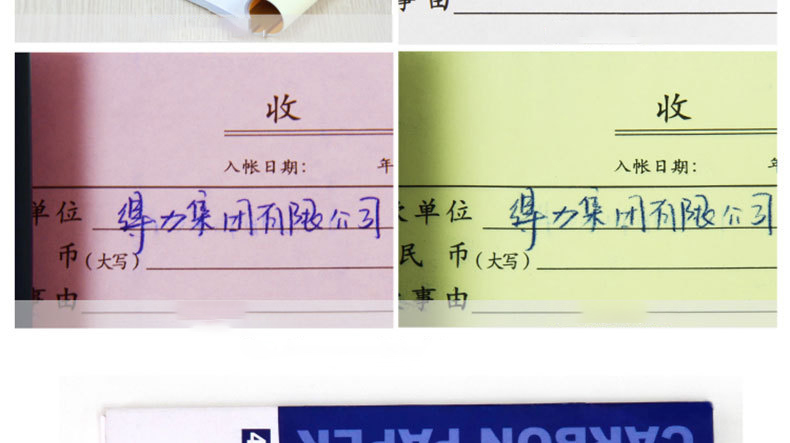 事由
收
入帐日期: 年
单位 得力集团有限公司
币(大写)
事由
收
入帐日期: 年
单位 得力集团有限公司
民 币(大写)
事由
4
CARBON PAPER